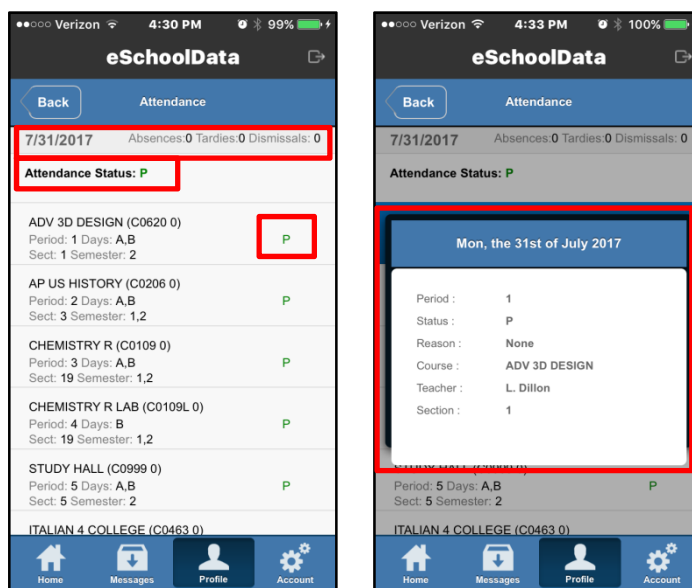 Verizon 4:30 PM 99%
eSchoolData
Back Attendance
7/31/2017 Absences:0 Tardies:0 Dismissals: 0
Attendance Status: P
ADV 3D DESIGN (C0620 0)
Period: 1 Days: A,B P
Sect: 1 Semester: 2
AP US HISTORY (C0206 0)
Period: 2 Days: A,B P
Sect: 3 Semester: 1,2
CHEMISTRY R (C0109 0)
Period: 3 Days: A,B P
Sect: 19 Semester: 1,2
CHEMISTRY R LAB (C0109L 0)
Period: 4 Days: B P
Sect: 19 Semester: 1,2
STUDY HALL (C0999 0)
Period: 5 Days: A,B P
Sect: 5 Semester: 2
ITALIAN 4 COLLEGE (C0463 0)
Home Messages Profile Account
Verizon 4:33 PM 100%
eSchoolData
Back Attendance
7/31/2017 Absences:0 Tardies:0 Dismissals: 0
Attendance Status: P
Mon, the 31st of July 2017
Period : 1
Status : P
Reason : None
Course : ADV 3D DESIGN
Teacher : L. Dillon
Section : 1
STUDY HALL (C0999 0)
Period: 5 Days: A,B P
Sect: 5 Semester: 2
ITALIAN 4 COLLEGE (C0463 0)
Home Messages Profile Account